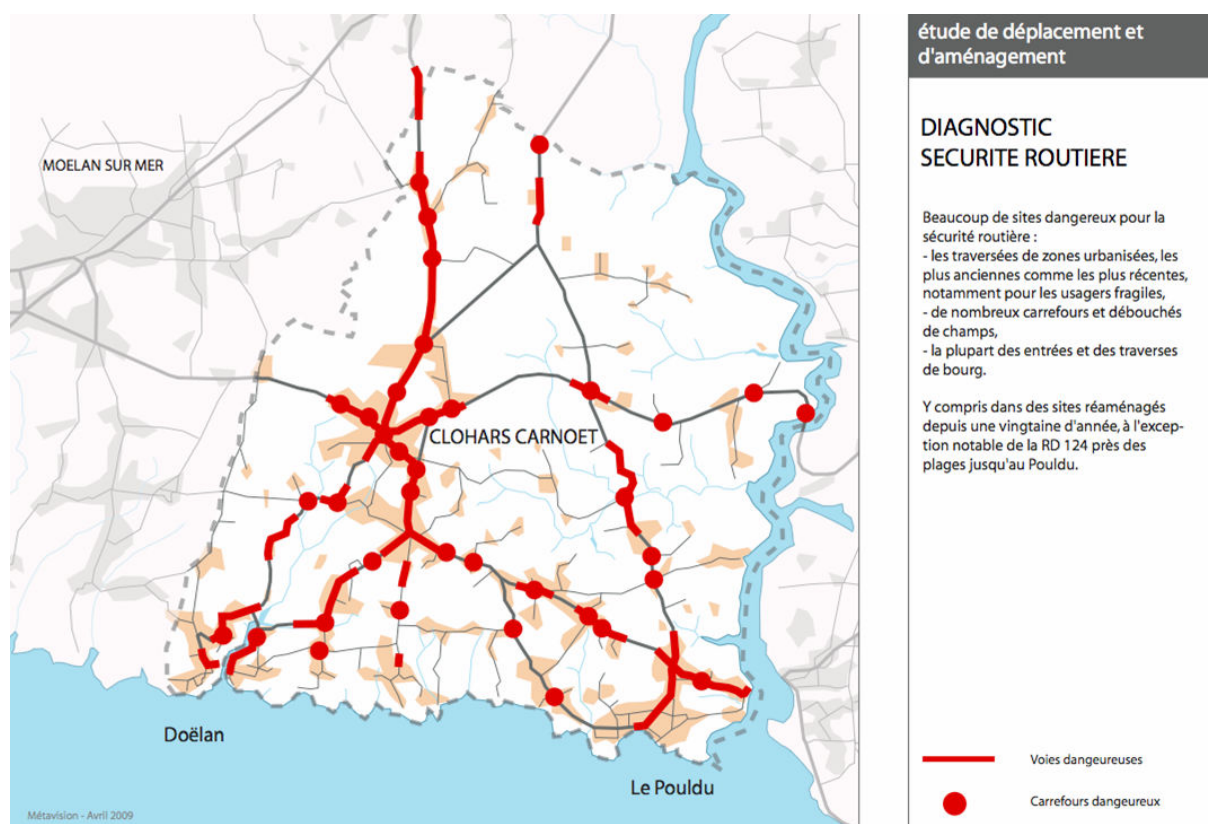 étude de déplacement et
d'aménagement
DIAGNOSTIC
SECURITE ROUTIERE
Beaucoup de sites dangereux pour la
sécurité routière :
- les traversées de zones urbanisées, les
plus anciennes comme les plus récentes,
notamment pour les usagers fragiles,
- de nombreux carrefours et débouchés
de champs,
- la plupart des entrées et des traverses
de bourg.
Y compris dans des sites réaménagés
depuis une vingtaine d'année, à l'excep-
tion notable de la RD 124 près des
plages jusqu'au Pouldu.
MOELAN SUR MER
CLOHARS CARNOET
Doëlan
Le Pouldu
Métavision - Avril 2009
Voies dangeureuses
Carrefours dangeureux